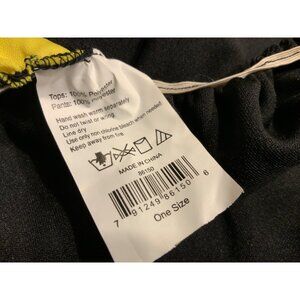 Tops: 100% Polyester
Pants: 100% Polyester
Hand wash warm separately
Do not twist or wring
Line dry
Use only non chlorine bleach when needed
Keep away from fire.
MADE IN CHINA
36150
7 91249 86150 6
One Size